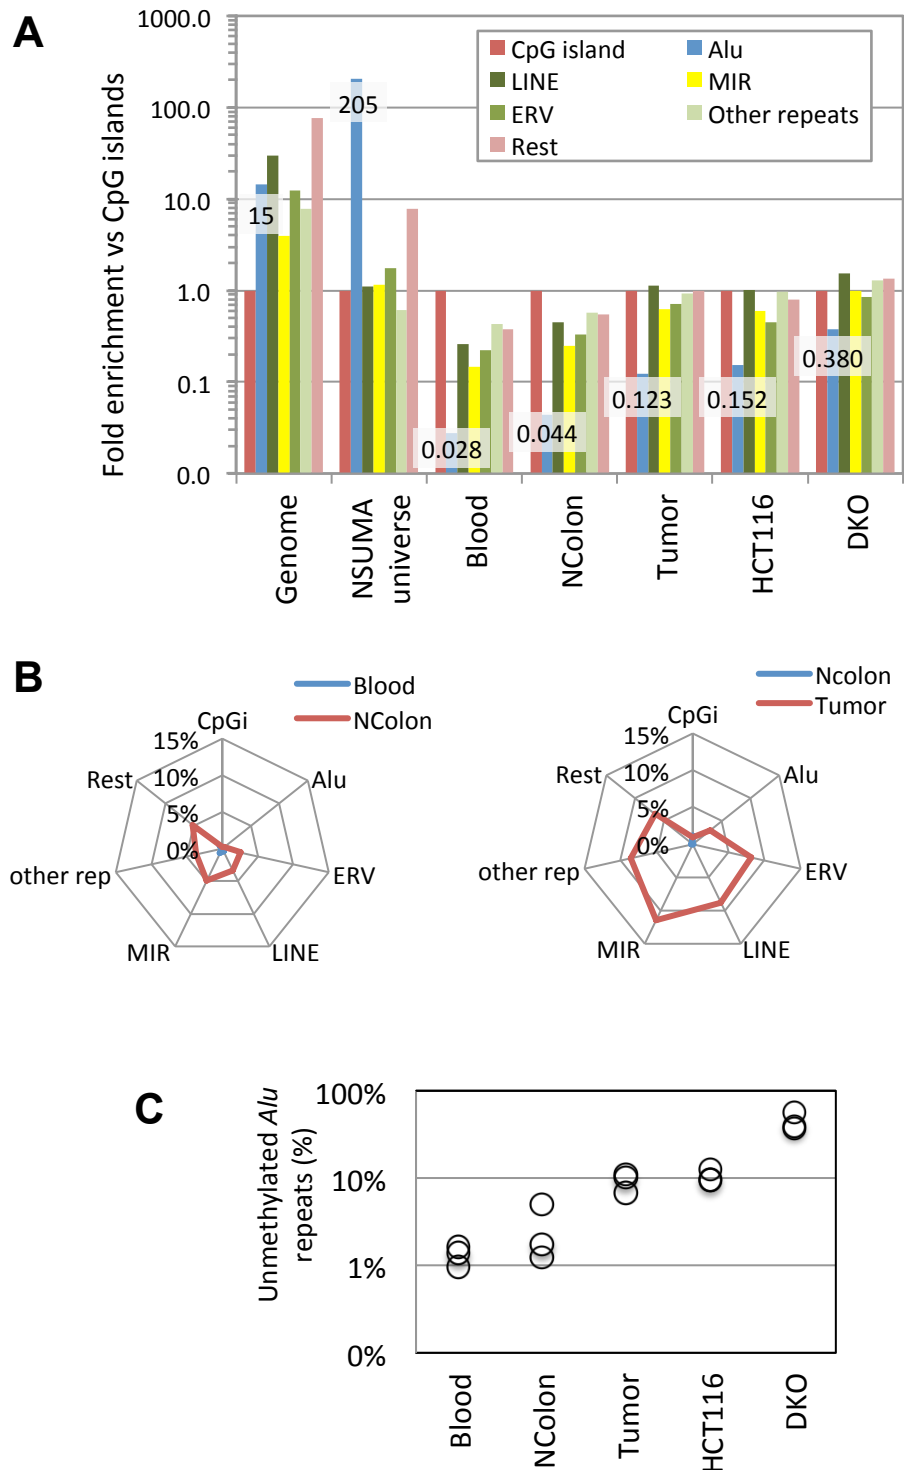 A
Fold enrichment vs CpG islands
1000.0
100.0
10.0
1.0
0.1
0.0
CpG island
Alu
LINE
MIR
ERV
Other repeats
Rest
15
205
0.028
0.044
0.123
0.152
0.380
Genome
NSUMA
universe
Blood
NColon
Tumor
HCT116
DKO
B
Blood
NColon
CpGi
15%
10%
5%
0%
Alu
ERV
LINE
MIR
other rep
Rest
Ncolon
Tumor
CpGi
15%
10%
5%
0%
Alu
ERV
LINE
MIR
other rep
Rest
C
Unmethylated Alu
repeats (%)
100%
10%
1%
0%
Blood
NColon
Tumor
HCT116
DKO